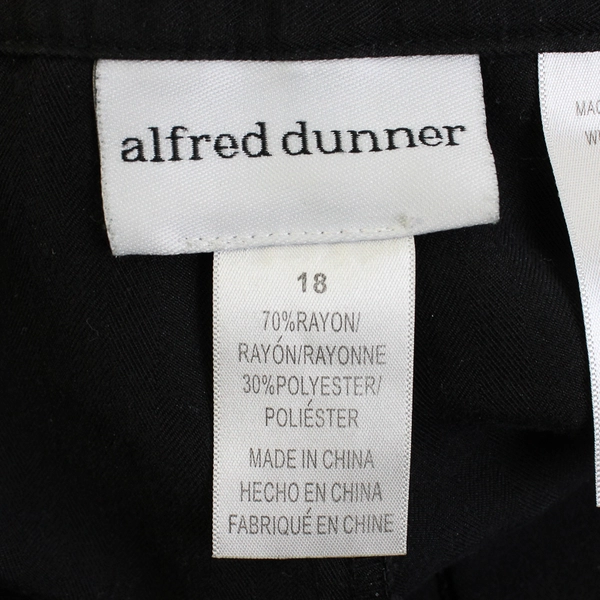 alfred dunner
18
70%RAYON/
RAYÓN/RAYONNE
30%POLYESTER/
POLIÉSTER
MADE IN CHINA
HECHO EN CHINA
FABRIQUÉ EN CHINE